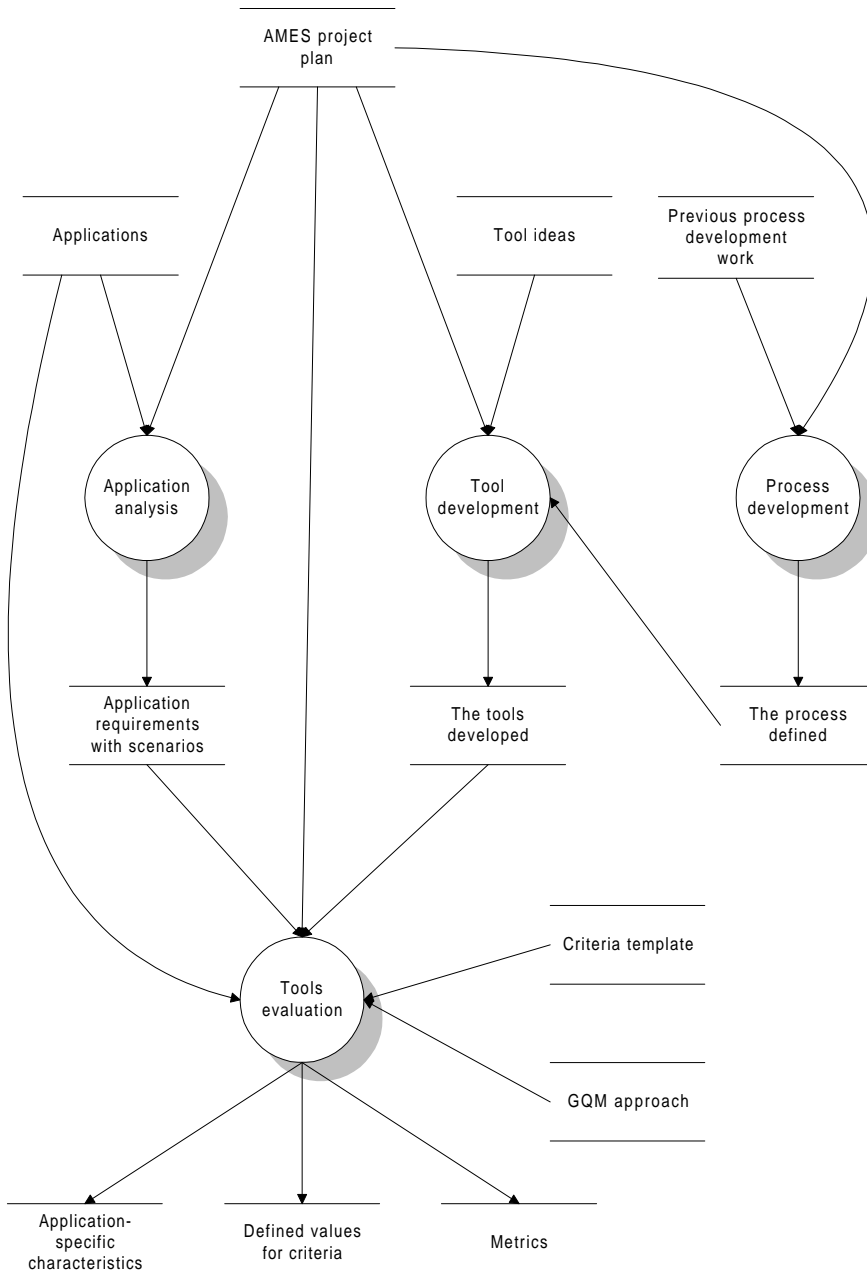 AMES project
plan
Applications
Tool ideas
Previous process
development
work
Application
analysis
Tool
development
Process
development
Application
requirements
with scenarios
The tools
developed
The process
defined
Criteria template
Tools
evaluation
GQM approach
Application-
specific
characteristics
Defined values
for criteria
Metrics